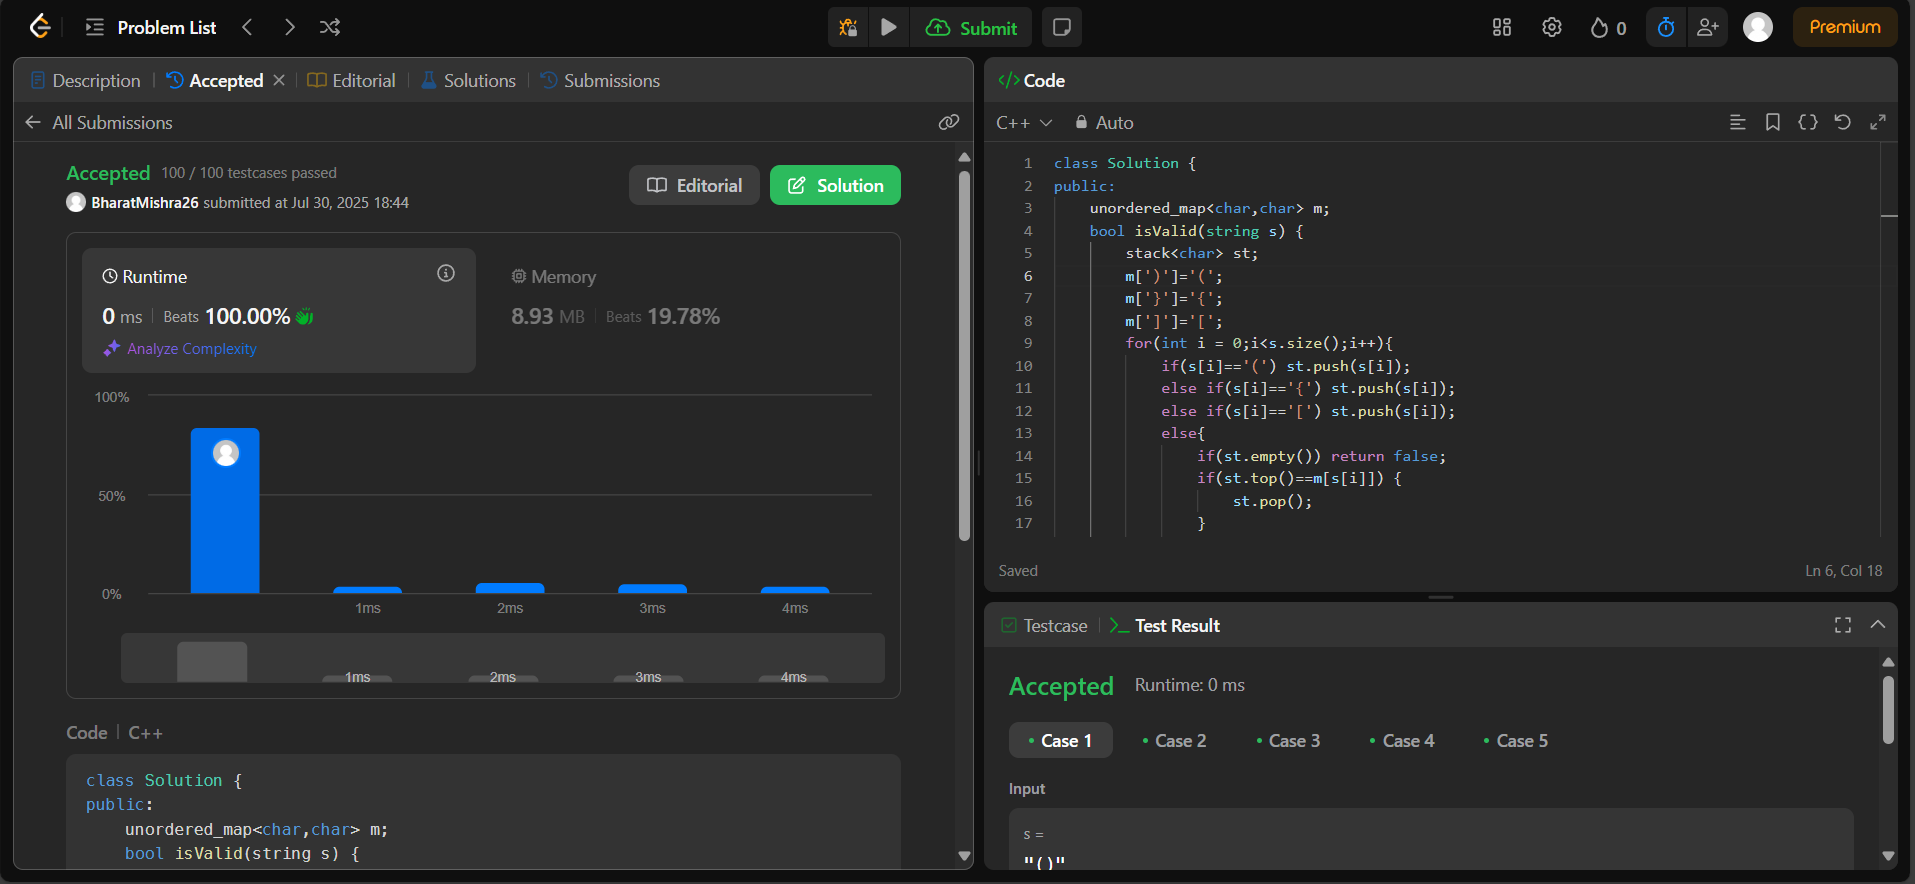 Problem List
Submit
0
Premium
Description
Accepted
Editorial
Solutions
Submissions
All Submissions
Accepted 100 / 100 testcases passed
BharatMishra26 submitted at Jul 30, 2025 18:44
Editorial
Solution
Runtime
0 ms Beats 100.00%
Analyze Complexity
Memory
8.93 MB Beats 19.78%
100%
50%
0%
1ms 2ms 3ms 4ms
1ms 2ms 3ms 4ms
Code C++
class Solution {
public:
unordered_map<char,char> m;
bool isValid(string s) {
</> Code
C++ Auto
1 class Solution {
2 public:
3 unordered_map<char,char> m;
4 bool isValid(string s) {
5 stack<char> st;
6 m[')']='(';
7 m['}']='{';
8 m[']']='[';
9 for(int i = 0;i<s.size();i++){
10 if(s[i]=='(') st.push(s[i]);
11 else if(s[i]=='{') st.push(s[i]);
12 else if(s[i]=='[') st.push(s[i]);
13 else{
14 if(st.empty()) return false;
15 if(st.top()==m[s[i]]) {
16 st.pop();
17 }
Saved
Ln 6, Col 18
Testcase
Test Result
Accepted Runtime: 0 ms
Case 1 Case 2 Case 3 Case 4 Case 5
Input
s =
"()"